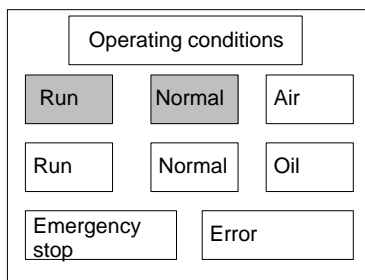 Operating conditions
Run Normal Air
Run Normal Oil
Emergency
stop
Error